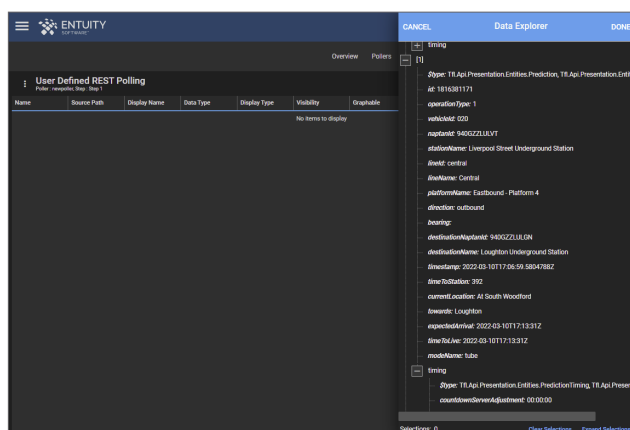 ENTUITY
SOFTWARE
Overview Pollers
User Defined REST Polling
Poller : newpoller, Step : Step 1
Name Source Path Display Name Data Type Display Type Visibility Graphable
No items to display
CANCEL Data Explorer DONE
timing
[1]
$type: Tfl.Api.Presentation.Entities.Prediction, Tfl.Api.Presentation.Enti
id: 1816381171
operationType: 1
vehicleId: 020
naptanId: 940GZZLULVT
stationName: Liverpool Street Underground Station
lineId: central
lineName: Central
platformName: Eastbound - Platform 4
direction: outbound
bearing:
destinationNaptanId: 940GZZLULGN
destinationName: Loughton Underground Station
timestamp: 2022-03-10T17:06:59.5804788Z
timeToStation: 392
currentLocation: At South Woodford
towards: Loughton
expectedArrival: 2022-03-10T17:13:31Z
timeToLive: 2022-03-10T17:13:31Z
modeName: tube
timing
$type: Tfl.Api.Presentation.Entities.PredictionTiming, Tfl.Api.Presen
countdownServerAdjustment: 00:00:00
Selections: 0 Clear Selections Expand Selections